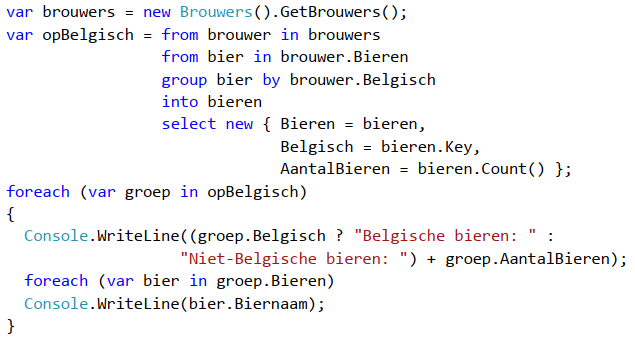 var brouwers = new Brouwers().GetBrouwers();
var opBelgisch = from brouwer in brouwers
                 from bier in brouwer.Bieren
                 group bier by brouwer.Belgisch
                 into bieren
                 select new { Bieren = bieren,
                              Belgisch = bieren.Key,
                              AantalBieren = bieren.Count() };
foreach (var groep in opBelgisch)
{
  Console.WriteLine((groep.Belgisch ? "Belgische bieren: " :
                   "Niet-Belgische bieren: ") + groep.AantalBieren);
  foreach (var bier in groep.Bieren)
  Console.WriteLine(bier.Biernaam);
}